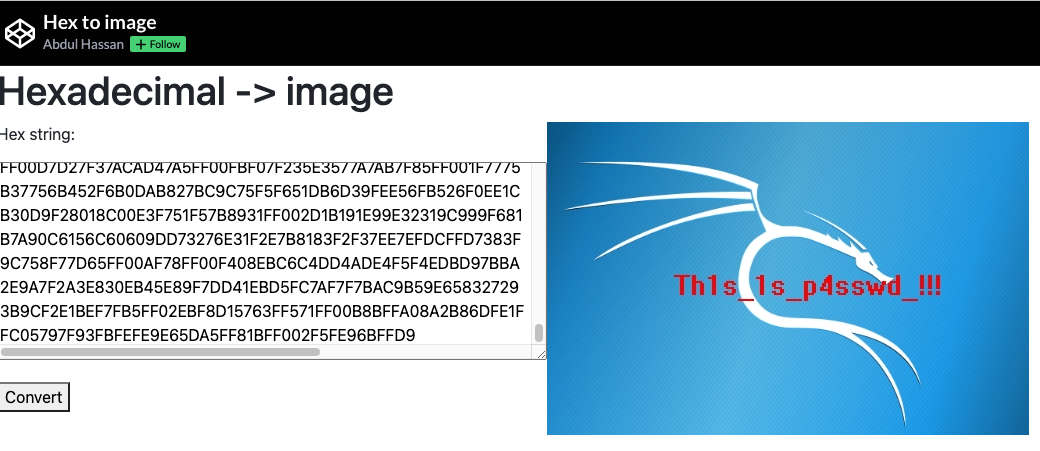 Hex to image
Abdul Hassan + Follow
Hexadecimal -> image
Hex string:
FF00D7D27F37ACAD47A5FF00FBF07F235E3577A7AB7F85FF001F7775
B37756B452F6B0DAB827BC9C75F5F651DB6D39FEE56FB526F0EE1C
B30D9F28018C00E3F751F57B8931FF002D1B191E99E32319C999F681
B7A90C6156C60609DD73276E31F2E7B8183F2F37EE7EFDCFFD7383F
9C758F77D65FF00AF78FF00F408EBC6C4DD4ADE4F5F4EDBD97BBA
2E9A7F2A3E830EB45E89F7DD41EBD5FC7AF7F7BAC9B59E65832729
3B9CF2E1BEF7FB5FF02EBF8D15763FF571FF00B8BFFA08A2B86DFE1F
FC05797F93FBFEFE9E65DA5FF81BFF002F5FE96BFFD9
Convert
Th1s_1s_p4sswd_!!!